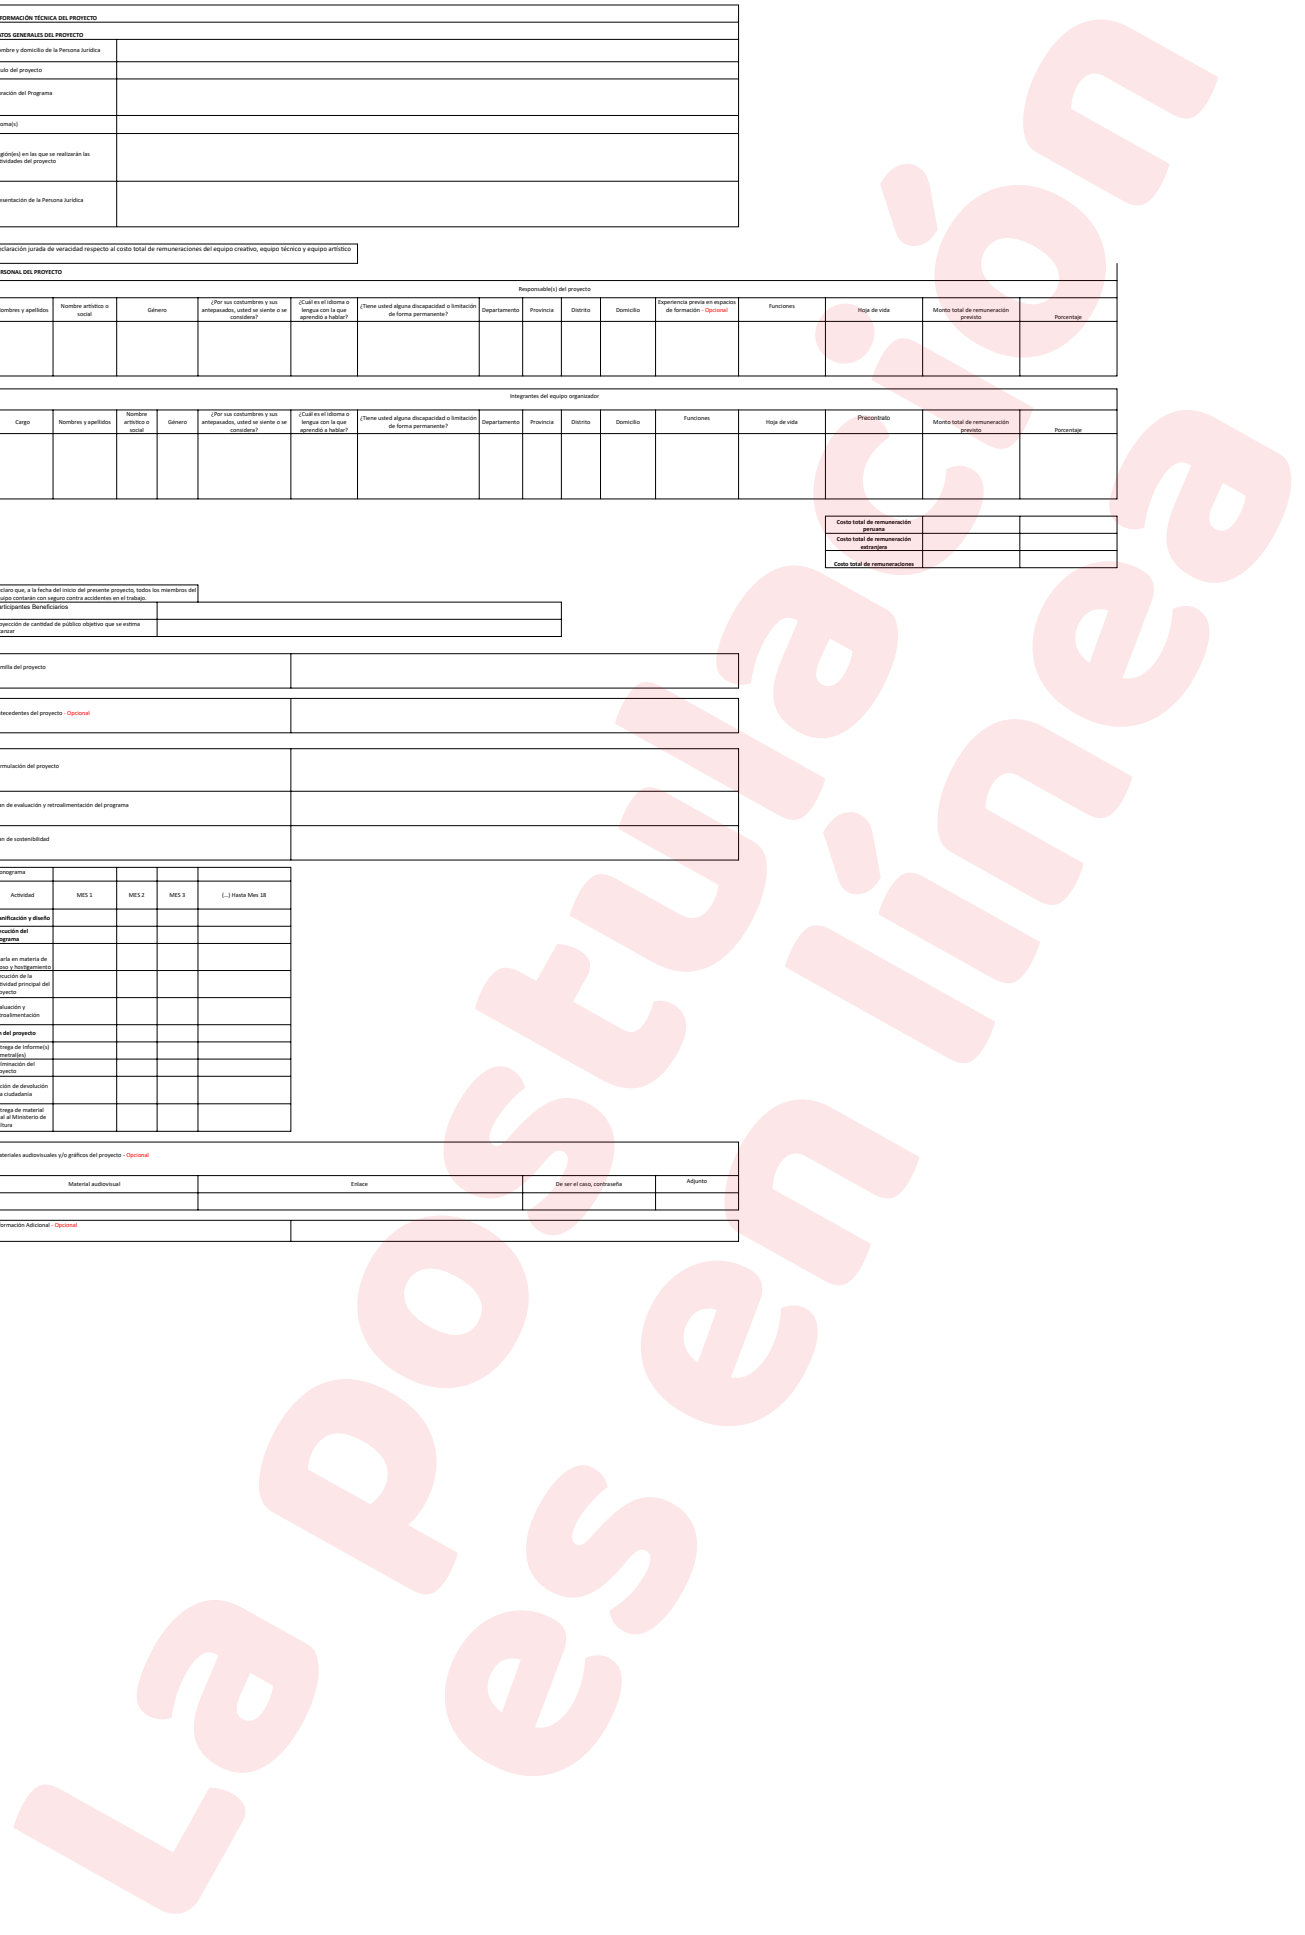 FORMACIÓN TÉCNICA DEL PROYECTO
ATOS GENERALES DEL PROYECTO
ombre y domicilio de la Persona Jurídica
ulo del proyecto
uración del Programa
oma(s)
gión(es) en las que se realizarán las
tividades del proyecto
esentación de la Persona Jurídica
eclaración jurada de veracidad respecto al costo total de remuneraciones del equipo creativo, equipo técnico y equipo artístico
ERSONAL DEL PROYECTO
Responsable(s) del proyecto
ombres y apellidos
Nombre artístico o
social
Género
¿Por sus costumbres y sus
antepasados, usted se siente o se
considera?
¿Cuál es el idioma o
lengua con la que
aprendió a hablar?
¿Tiene usted alguna discapacidad o limitación
de forma permanente?
Departamento
Provincia
Distrito
Domicilio
Experiencia previa en espacios
de formación - Opcional
Funciones
Hoja de vida
Monto total de remuneración
previsto
Porcentaje
Integrantes del equipo organizador
Cargo
Nombres y apellidos
Nombre
artístico o
social
Género
¿Por sus costumbres y sus
antepasados, usted se siente o se
considera?
¿Cuál es el idioma o
lengua con la que
aprendió a hablar?
¿Tiene usted alguna discapacidad o limitación
de forma permanente?
Departamento
Provincia
Distrito
Domicilio
Funciones
Hoja de vida
Precontrato
Monto total de remuneración
previsto
Porcentaje
Costo total de remuneración
peruana
Costo total de remuneración
extranjera
Costo total de remuneraciones
eclaro que, a la fecha del inicio del presente proyecto, todos los miembros del
quipo contarán con seguro contra accidentes en el trabajo.
articipantes Beneficiarios
oyección de cantidad de público objetivo que se estima
canzar
milla del proyecto
ntecedentes del proyecto - Opcional
rmulación del proyecto
an de evaluación y retroalimentación del programa
an de sostenibilidad
onograma
Actividad
MES 1
MES 2
MES 3
(...) Hasta Mes 18
anificación y diseño
ecución del
ograma
arla en materia de
oso y hostigamiento
ecución de la
tividad principal del
oyecto
aluación y
troalimentación
n del proyecto
trega de Informe(s)
metral(es)
lminación del
oyecto
ción de devolución
a ciudadanía
trega de material
al al Ministerio de
ltura
ateriales audiovisuales y/o gráficos del proyecto - Opcional
Material audiovisual
Enlace
De ser el caso, contraseña
Adjunto
formación Adicional - Opcional
La postulación
es en línea